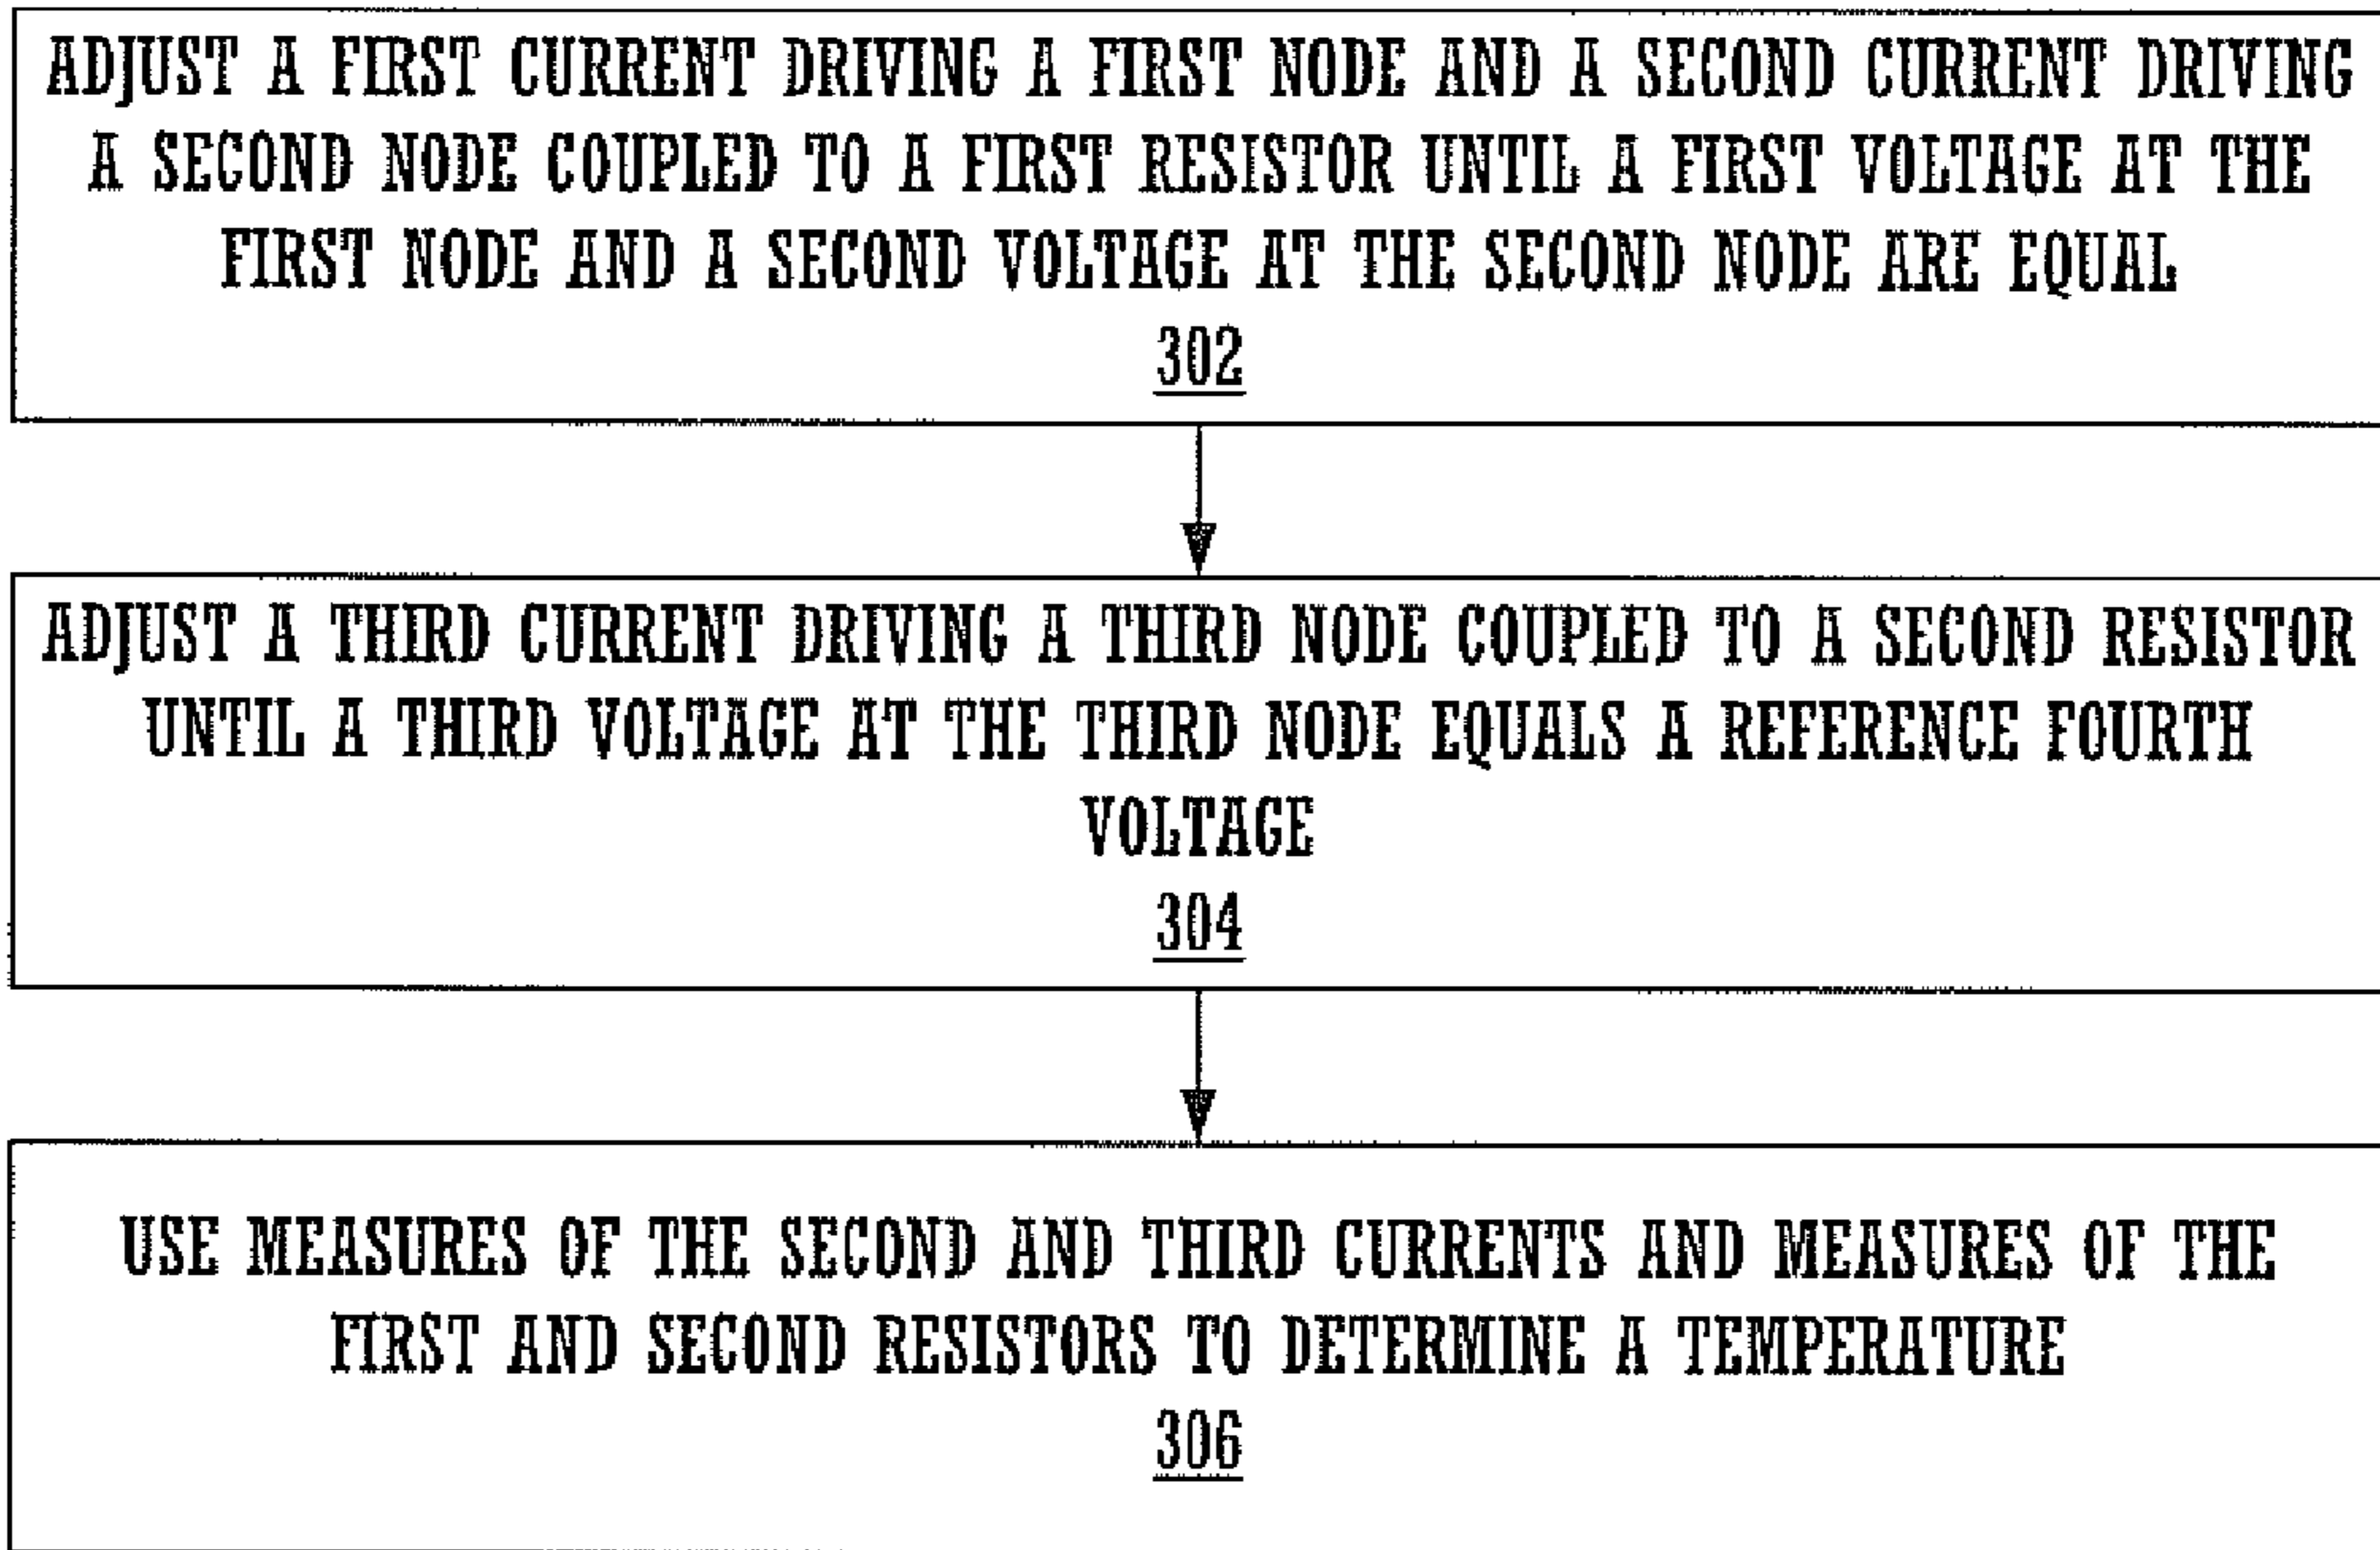 ADJUST A FIRST CURRENT DRIVING A FIRST NODE AND A SECOND CURRENT DRIVING
A SECOND NODE COUPLED TO A FIRST RESISTOR UNTIL A FIRST VOLTAGE AT THE
FIRST NODE AND A SECOND VOLTAGE AT THE SECOND NODE ARE EQUAL
302
ADJUST A THIRD CURRENT DRIVING A THIRD NODE COUPLED TO A SECOND RESISTOR
UNTIL A THIRD VOLTAGE AT THE THIRD NODE EQUALS A REFERENCE FOURTH
VOLTAGE
304
USE MEASURES OF THE SECOND AND THIRD CURRENTS AND MEASURES OF THE
FIRST AND SECOND RESISTORS TO DETERMINE A TEMPERATURE
306